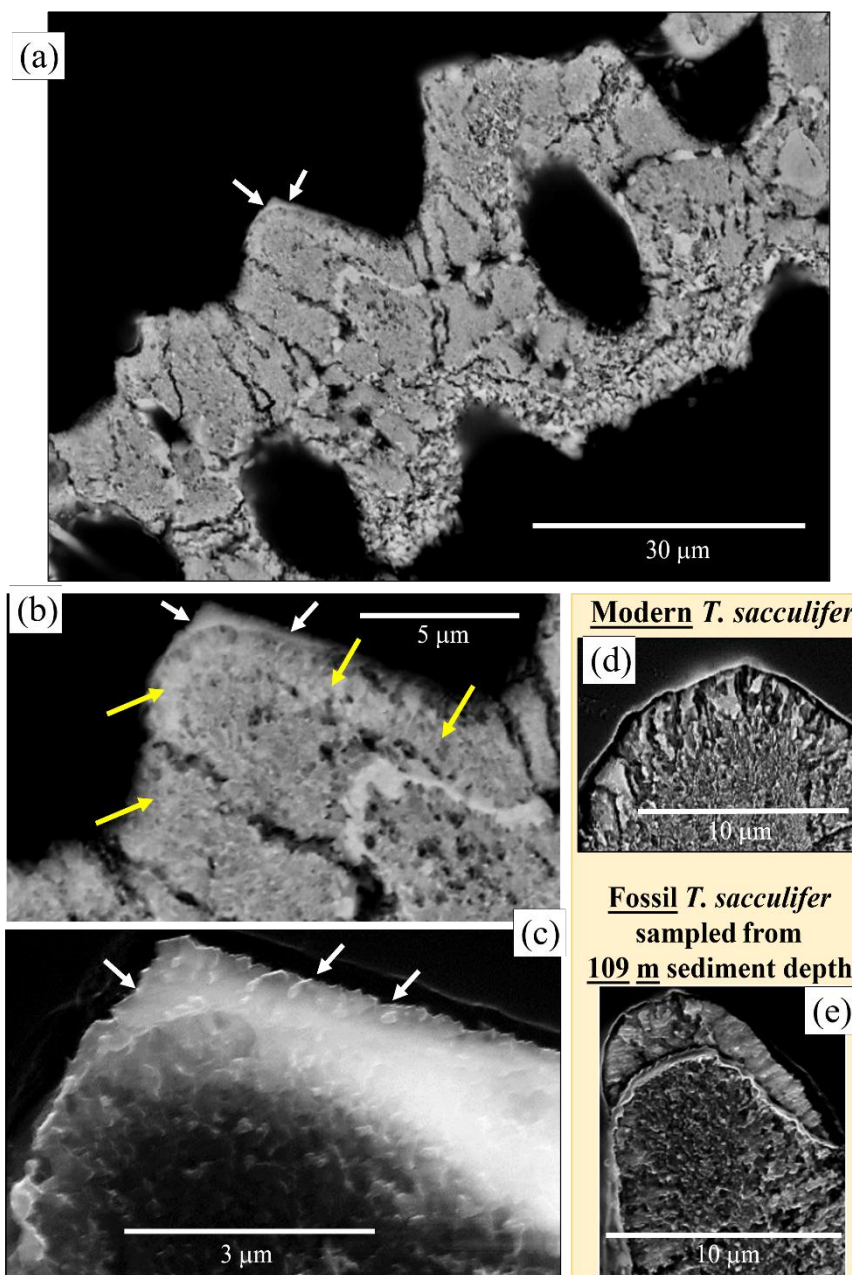 (a)
30 μm
(b)
5 μm
(c)
3 μm
Modern T. sacculifer
(d)
10 μm
Fossil T. sacculifer
sampled from
109 m sediment depth
(e)
10 μm